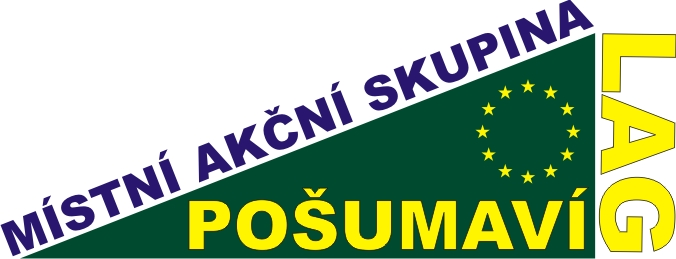 MÍSTNÍ AKČNÍ SKUPINA
POŠUMAVÍ
LAG